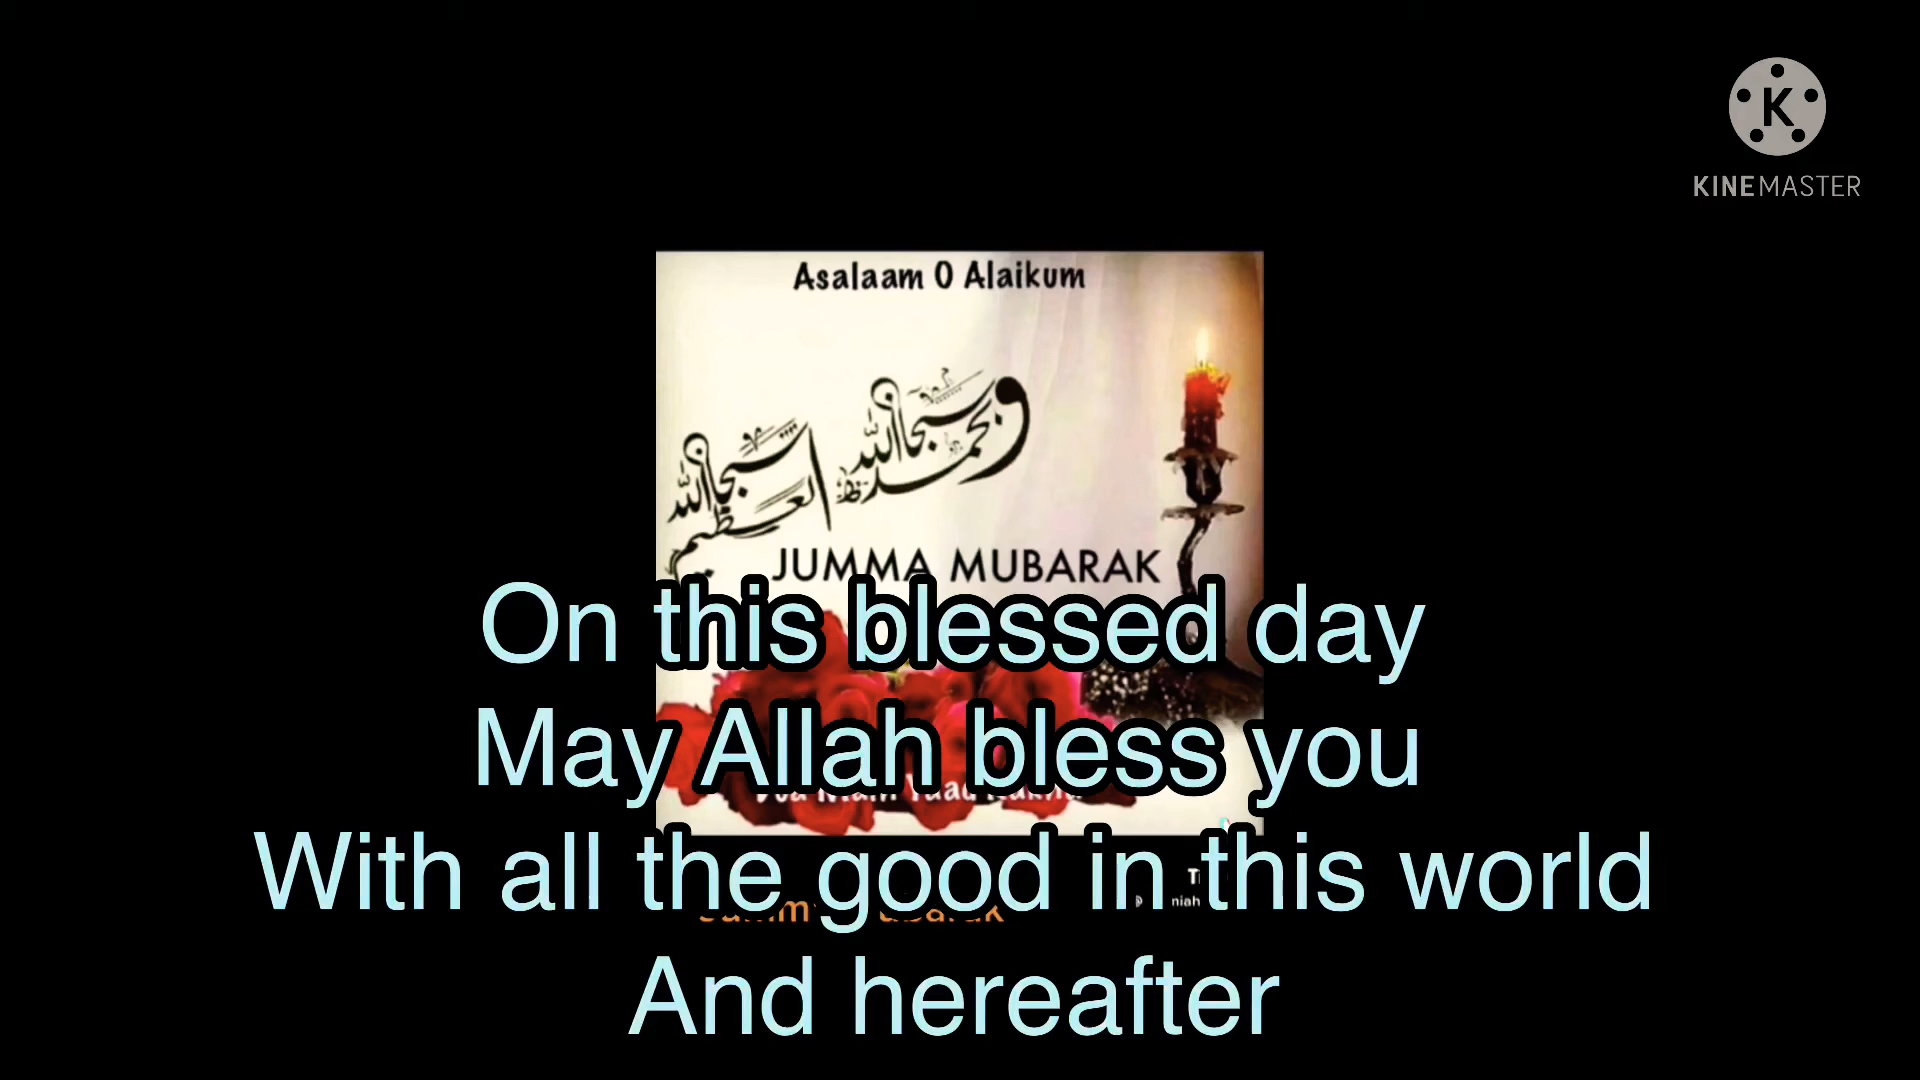 K
KINEMASTER
Asalaam O Alaikum
سبحان الله وبحمده
سبحان الله العظيم
JUMMA MUBARAK
On this blessed day
May Allah bless you
With all the good in this world
And hereafter